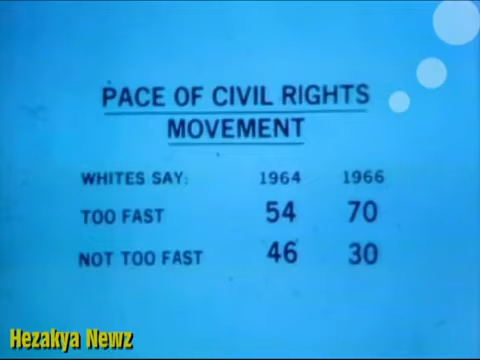 PACE OF CIVIL RIGHTS
MOVEMENT
WHITES SAY: 1964 1966
TOO FAST 54 70
NOT TOO FAST 46 30
Hezakya Newz